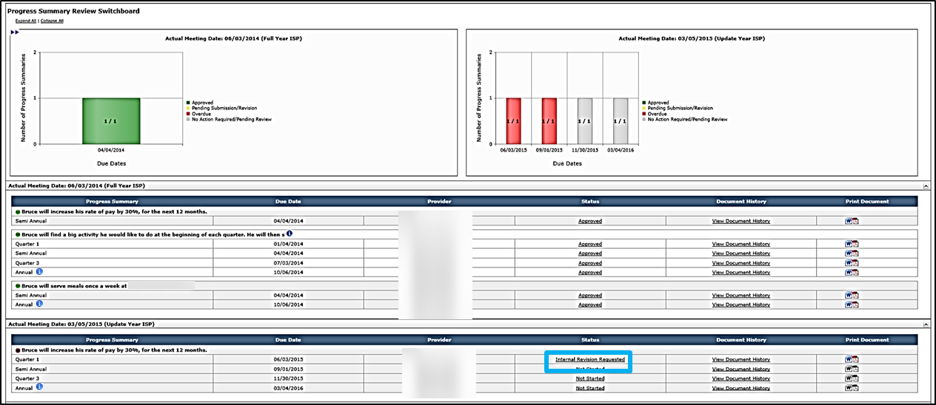 Progress Summary Review Switchboard
Expand All | Collapse All
Actual Meeting Date: 06/03/2014 (Full Year ISP)
Number of Progress Summaries
2
1
0
1 / 1
04/04/2014
Due Dates
Approved
Pending Submission/Revision
Overdue
No Action Required/Pending Review
Actual Meeting Date: 03/05/2015 (Update Year ISP)
Number of Progress Summaries
2
1
0
1 / 1 1 / 1 1 / 1 1 / 1
06/03/2015 09/01/2015 11/30/2015 03/04/2016
Due Dates
Approved
Pending Submission/Revision
Overdue
No Action Required/Pending Review
Actual Meeting Date: 06/03/2014 (Full Year ISP)
Progress Summary Due Date Provider Status Document History Print Document
Bruce will increase his rate of pay by 30%, for the next 12 months.
Semi Annual 04/04/2014 Approved View Document History
Bruce will find a big activity he would like to do at the beginning of each quarter. He will then a
Quarter 1 01/04/2014 Approved View Document History
Semi Annual 04/04/2014 Approved View Document History
Quarter 3 07/03/2014 Approved View Document History
Annual 10/06/2014 Approved View Document History
Bruce will serve meals once a week at
Semi Annual 04/04/2014 Approved View Document History
Annual 10/06/2014 Approved View Document History
Actual Meeting Date: 03/05/2015 (Update Year ISP)
Progress Summary Due Date Provider Status Document History Print Document
Bruce will increase his rate of pay by 30%, for the next 12 months.
Quarter 1 06/03/2015 Internal Revision Requested View Document History
Semi Annual 09/01/2015 Not Started View Document History
Quarter 3 11/30/2015 Not Started View Document History
Annual 03/04/2016 Not Started View Document History